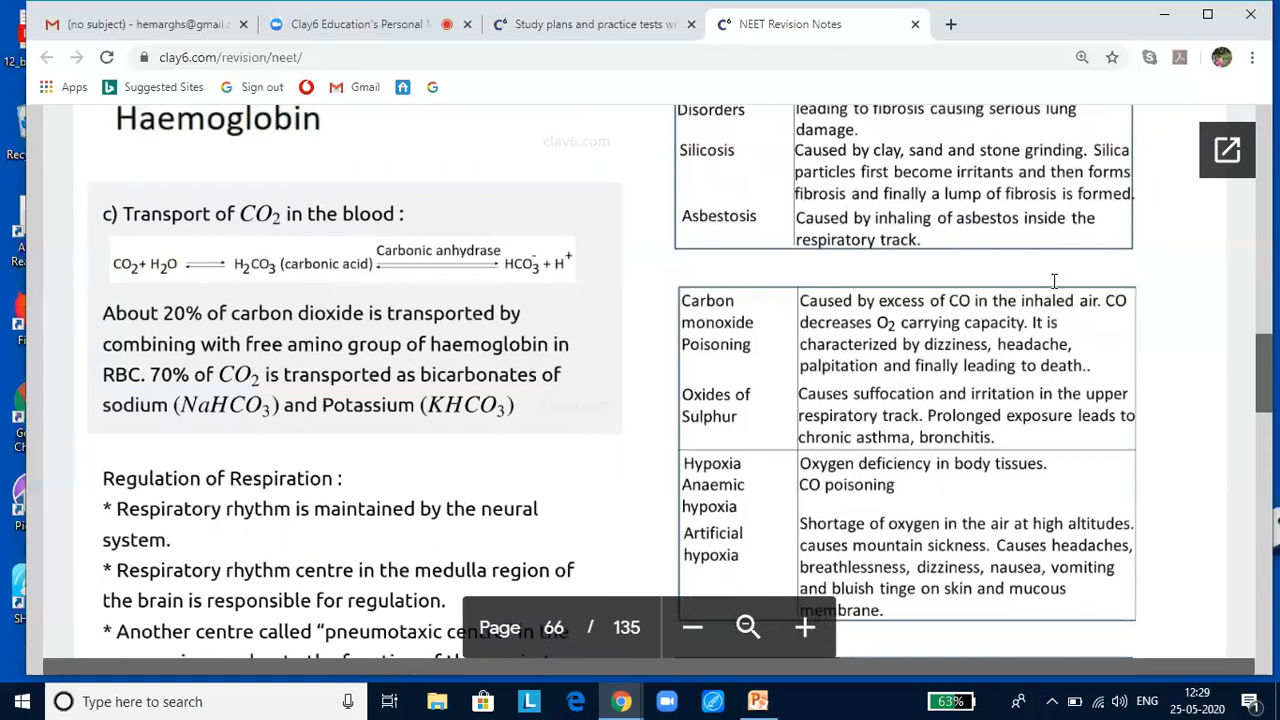 (no subject) - hemarghs@gmail.c
Clay6 Education's Personal M
Study plans and practice tests wi
NEET Revision Notes
clay6.com/revision/neet/
Apps
Suggested Sites
Sign out
Gmail
12_b
Recyc
Haemoglobin
clay6.com
c) Transport of CO2 in the blood :
CO2+ H2O ⇌ H2CO3 (carbonic acid) Carbonic anhydrase ⇌ HCO3- + H+
About 20% of carbon dioxide is transported by
combining with free amino group of haemoglobin in
RBC. 70% of CO2 is transported as bicarbonates of
sodium (NaHCO3) and Potassium (KHCO3)
Regulation of Respiration :
* Respiratory rhythm is maintained by the neural
system.
* Respiratory rhythm centre in the medulla region of
the brain is responsible for regulation.
* Another centre called “pneumotaxic cen
Disorders
leading to fibrosis causing serious lung
damage.
Silicosis
Caused by clay, sand and stone grinding. Silica
particles first become irritants and then forms
fibrosis and finally a lump of fibrosis is formed.
Asbestosis
Caused by inhaling of asbestos inside the
respiratory track.
Carbon
monoxide
Poisoning
Caused by excess of CO in the inhaled air. CO
decreases O2 carrying capacity. It is
characterized by dizziness, headache,
palpitation and finally leading to death..
Oxides of
Sulphur
Causes suffocation and irritation in the upper
respiratory track. Prolonged exposure leads to
chronic asthma, bronchitis.
Hypoxia
Oxygen deficiency in body tissues.
Anaemic
hypoxia
CO poisoning
Artificial
hypoxia
Shortage of oxygen in the air at high altitudes.
causes mountain sickness. Causes headaches,
breathlessness, dizziness, nausea, vomiting
and bluish tinge on skin and mucous
membrane.
Page 66 / 135
Type here to search
63%
ENG
12:29
25-05-2020